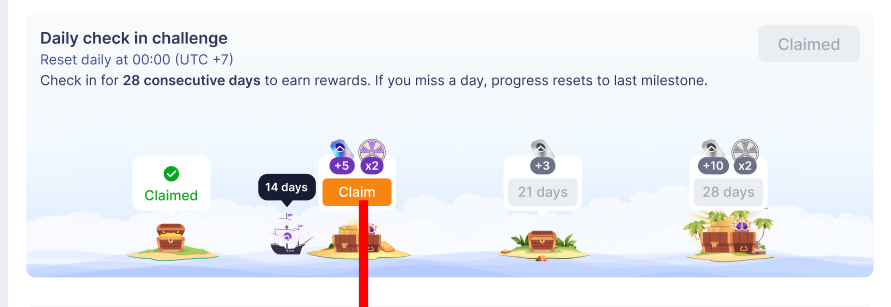 Daily check in challenge
Claimed
Reset daily at 00:00 (UTC +7)
Check in for 28 consecutive days to earn rewards. If you miss a day, progress resets to last milestone.
+5 x2
+3
+10 x2
Claimed
14 days
Claim
21 days
28 days